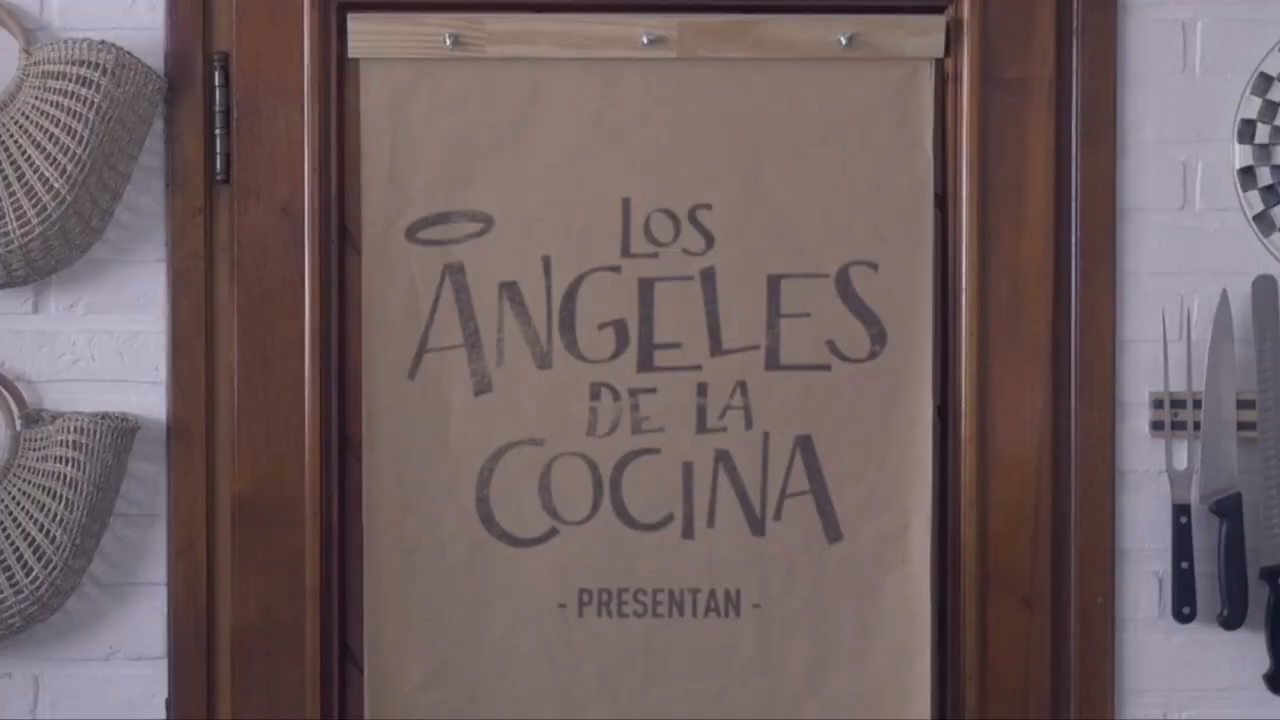 LOS
ANGELES
DE LA
COCINA
- PRESENTAN -